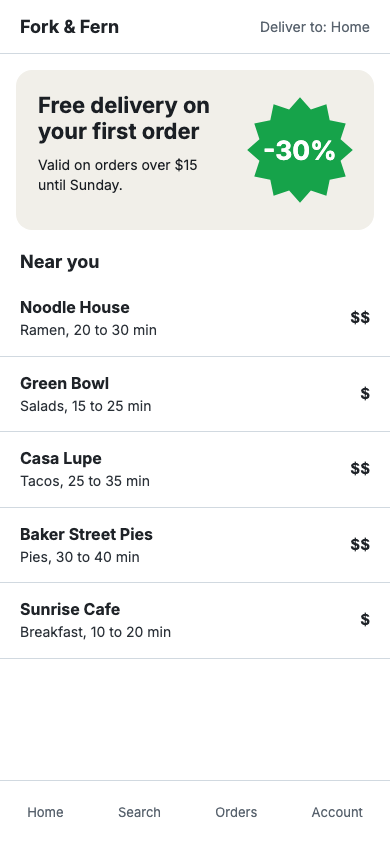 Fork & Fern
Deliver to: Home
Free delivery on
your first order
Valid on orders over $15
until Sunday.
-30%
Near you
Noodle House
Ramen, 20 to 30 min
$$
Green Bowl
Salads, 15 to 25 min
$
Casa Lupe
Tacos, 25 to 35 min
$$
Baker Street Pies
Pies, 30 to 40 min
$$
Sunrise Cafe
Breakfast, 10 to 20 min
$
Home
Search
Orders
Account